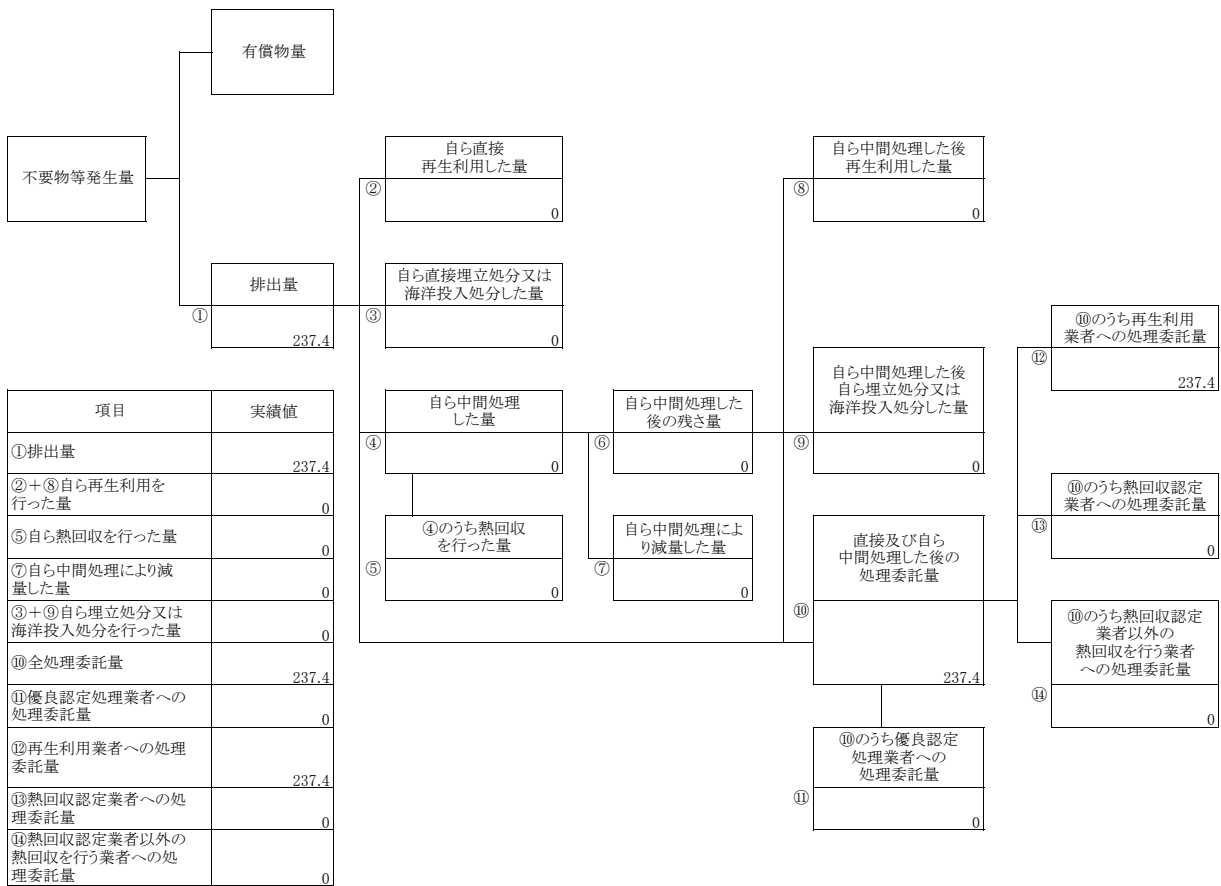 有償物量
不要物等発生量
自ら直接
再生利用した量
②
0
自ら中間処理した後
再生利用した量
⑧
0
排出量
①
237.4
自ら直接埋立処分又は
海洋投入処分した量
③
0
⑩のうち再生利用
業者への処理委託量
⑫
237.4
自ら中間処理
した量
④
0
自ら中間処理した
後の残さ量
⑥
0
自ら中間処理した後
自ら埋立処分又は
海洋投入処分した量
⑨
0
⑩のうち熱回収認定
業者への処理委託量
⑬
0
④のうち熱回収
を行った量
⑤
0
自ら中間処理によ
り減量した量
⑦
0
直接及び自ら
中間処理した後の
処理委託量
⑩
237.4
⑩のうち熱回収認定
業者以外の
熱回収を行う業者
への処理委託量
⑭
0
⑩のうち優良認定
処理業者への
処理委託量
⑪
0
項目 実績値
①排出量
237.4
②+⑧自ら再生利用を
行った量
0
⑤自ら熱回収を行った量
0
⑦自ら中間処理により減
量した量
0
③+⑨自ら埋立処分又は
海洋投入処分を行った量
0
⑩全処理委託量
237.4
⑪優良認定処理業者への
処理委託量
0
⑫再生利用業者への処理
委託量
237.4
⑬熱回収認定業者への処
理委託量
0
⑭熱回収認定業者以外の
熱回収を行う業者への処
理委託量
0